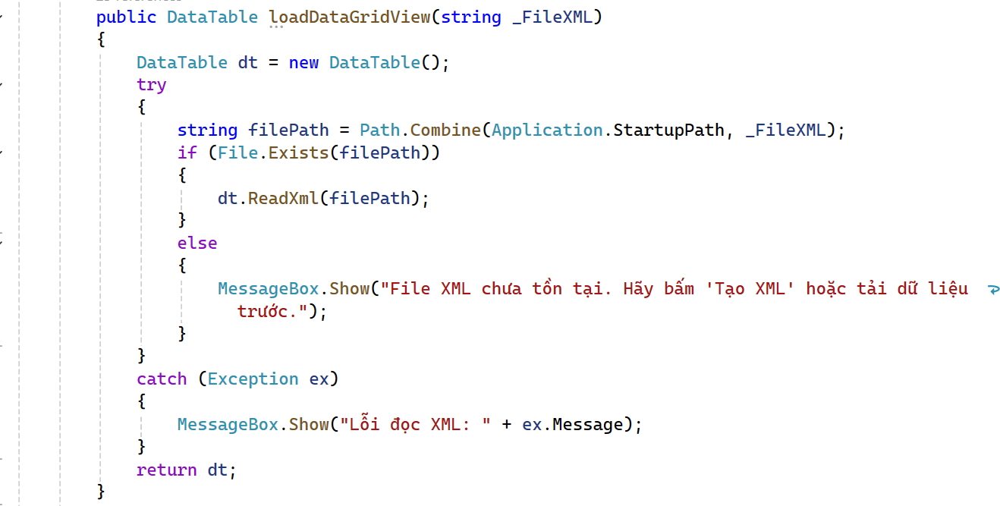 public DataTable loadDataGridView(string _FileXML)
{
DataTable dt = new DataTable();
try
{
string filePath = Path.Combine(Application.StartupPath, _FileXML);
if (File.Exists(filePath))
{
dt.ReadXml(filePath);
}
else
{
MessageBox.Show("File XML chưa tồn tại. Hãy bấm 'Tạo XML' hoặc tải dữ liệu
trước.");
}
}
catch (Exception ex)
{
MessageBox.Show("Lỗi đọc XML: " + ex.Message);
}
return dt;
}